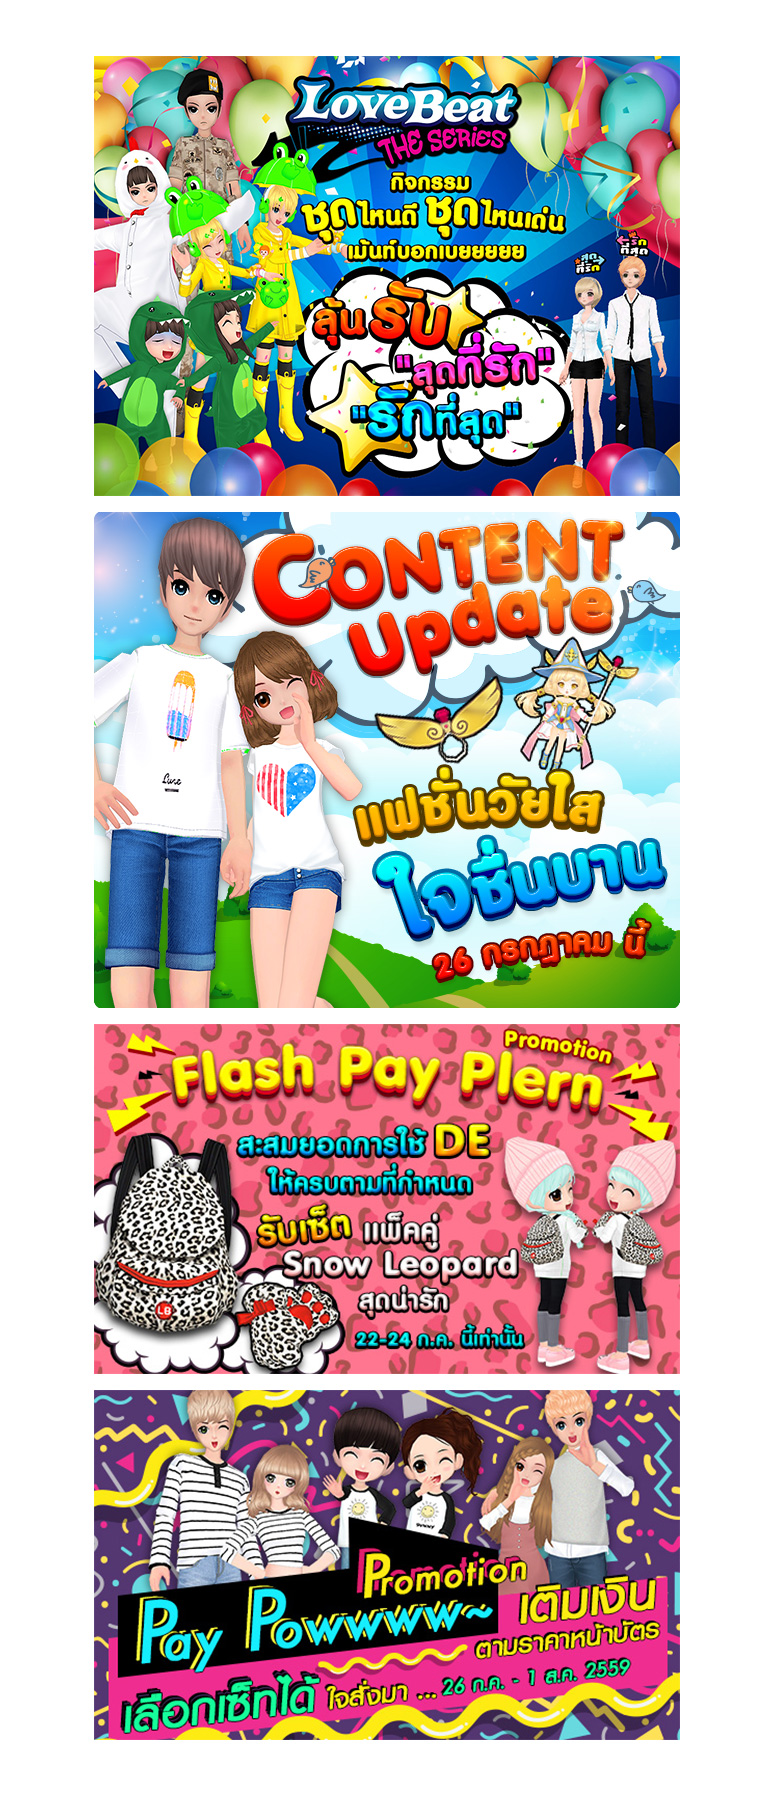 LoveBeat
THE SERIES
กิจกรรม
ชุดไหนดี ชุดไหนเด่น
เม้นท์บอกเบยยยยย
ลุ้นรับ
"สุดที่รัก"
"รักที่สุด"
สุด
ที่รัก
รัก
ที่สุด
CONTENT
Update
Luxe
แฟชั่นวัยใส
ใจชื่นบาน
26 กรกฎาคม นี้
Promotion
Flash Pay Plern
สะสมยอดการใช้ DE
ให้ครบตามที่กำหนด
รับเซ็ต แพ็คคู่
Snow Leopard
สุดน่ารัก
LB
22-24 ก.ค. นี้เท่านั้น
Promotion
Pay Powwww~ เติมเงิน
ตามราคาหน้าบัตร
เลือกเซ็ทได้ ใจสั่งมา ... 26 ก.ค. - 1 ส.ค. 2559